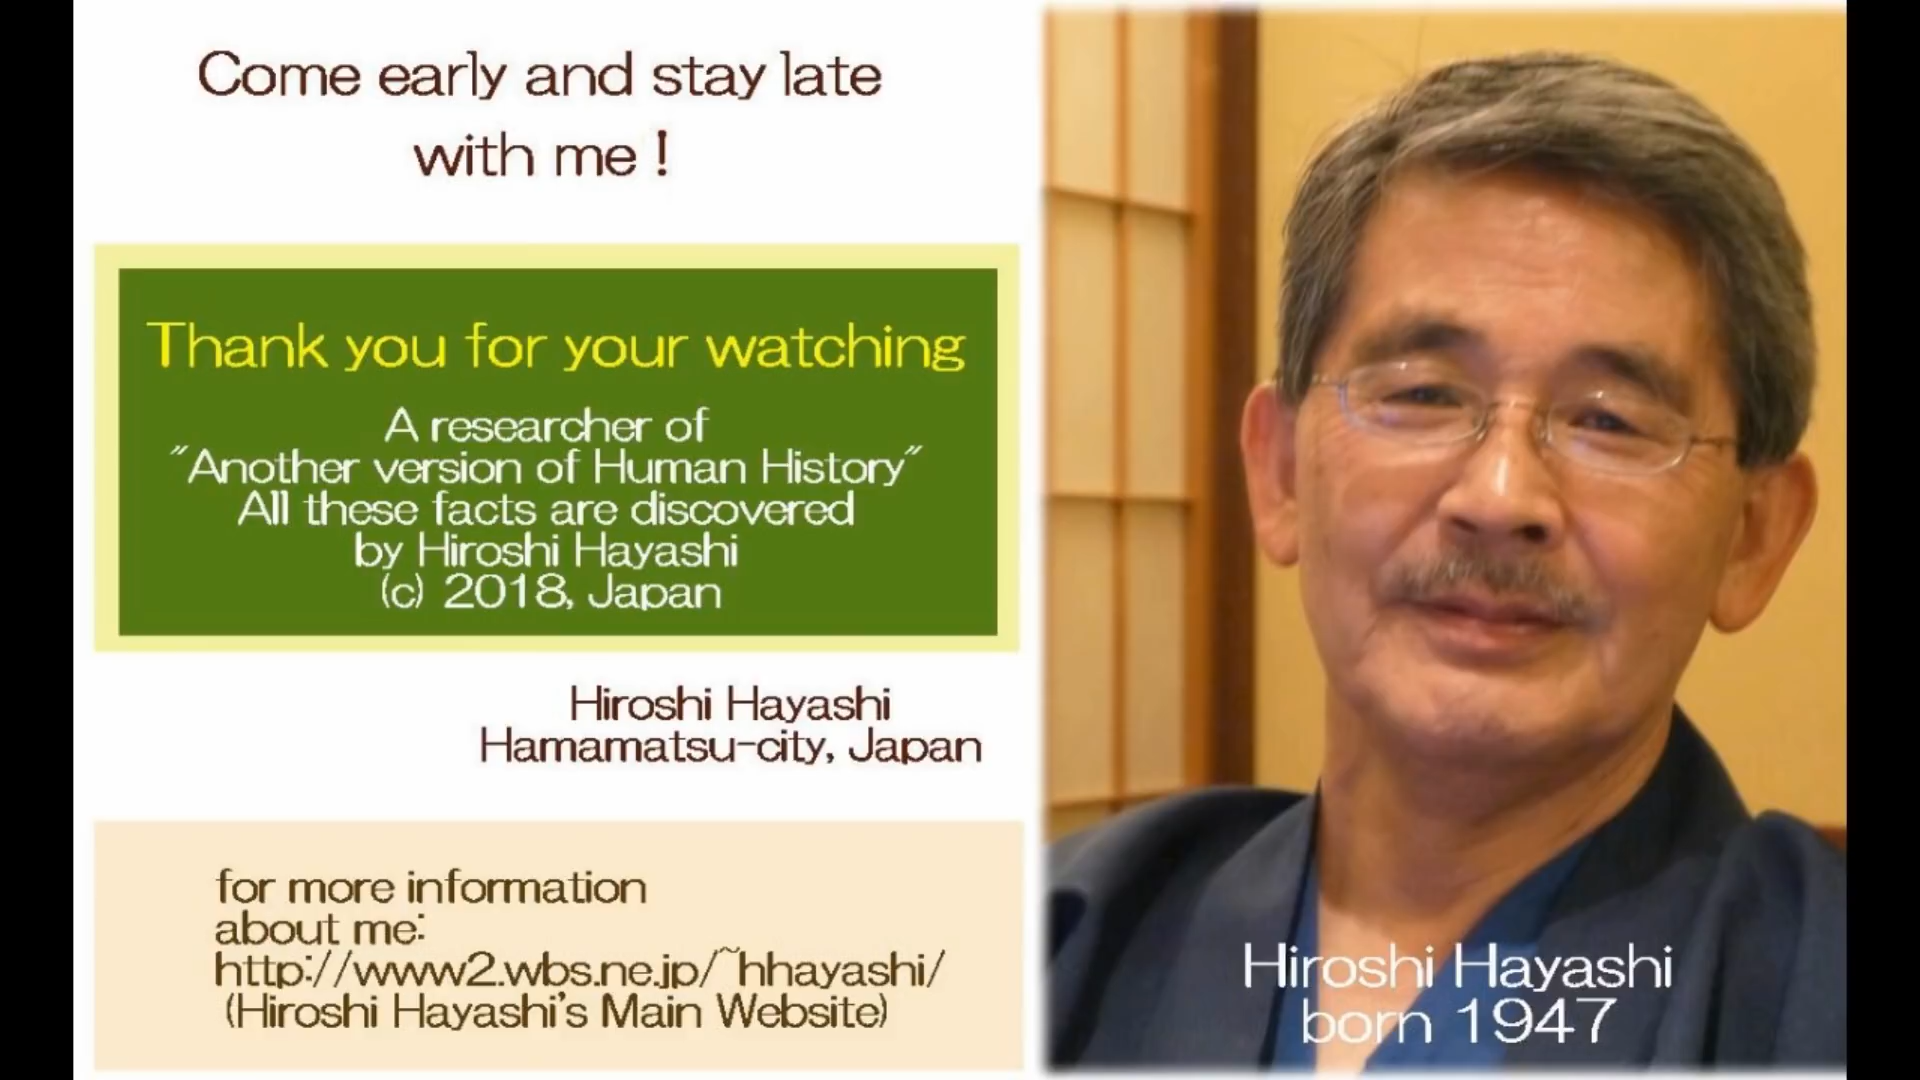 Come early and stay late
with me !
Thank you for your watching
A researcher of
"Another version of Human History"
All these facts are discovered
by Hiroshi Hayashi
(c) 2018, Japan
Hiroshi Hayashi
Hamamatsu-city, Japan
for more information
about me:
http://www2.wbs.ne.jp/~hhayashi/
(Hiroshi Hayashi's Main Website)
Hiroshi Hayashi
born 1947